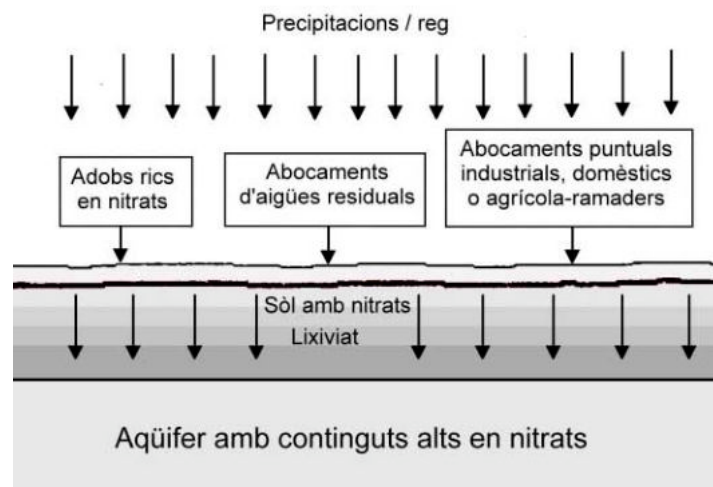 Precipitacions / reg
Adobs rics
en nitrats
Abocaments
d'aigües residuals
Abocaments puntuals
industrials, domèstics
o agrícola-ramaders
Sòl amb nitrats
Lixiviat
Aqüifer amb continguts alts en nitrats